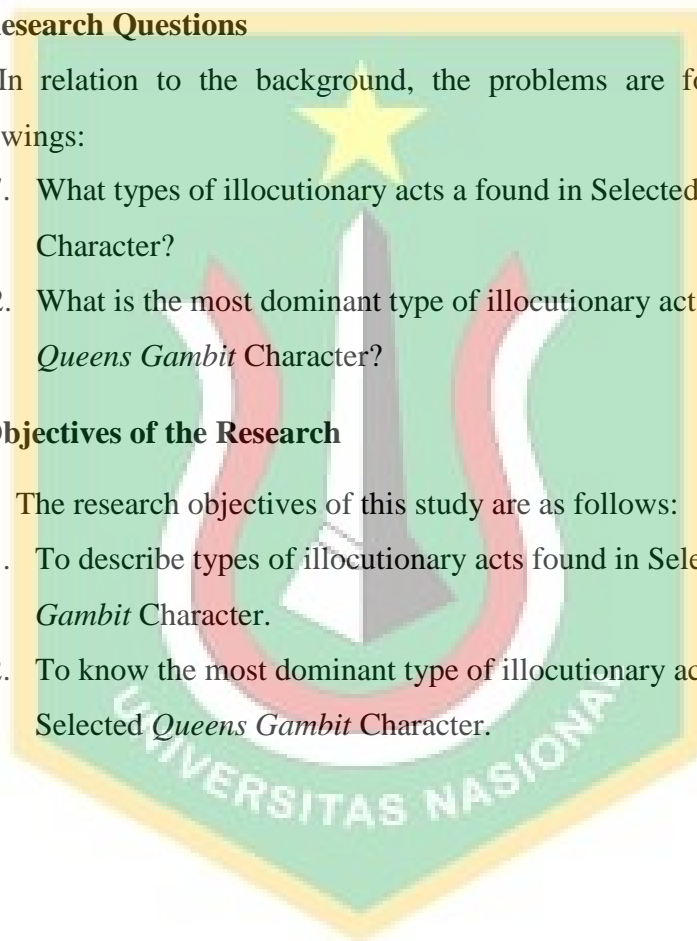 esearch Questions
In relation to the background, the problems are fo
wings:
. What types of illocutionary acts a found in Selected
Character?
2. What is the most dominant type of illocutionary act
Queens Gambit Character?
bjectives of the Research
The research objectives of this study are as follows:
. To describe types of illocutionary acts found in Sele
Gambit Character.
2. To know the most dominant type of illocutionary ac
Selected Queens Gambit Character.
UNIVERSITAS NASIONAL